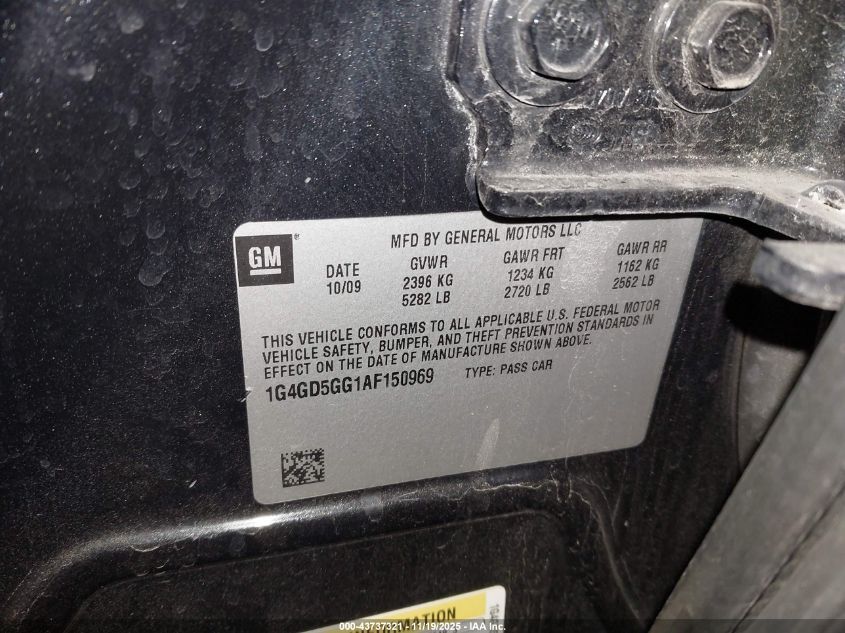 GM ®
MFD BY GENERAL MOTORS LLC
DATE GVWR GAWR FRT GAWR RR
10/09 2396 KG 1234 KG 1162 KG
5282 LB 2720 LB 2562 LB
THIS VEHICLE CONFORMS TO ALL APPLICABLE U.S. FEDERAL MOTOR
VEHICLE SAFETY, BUMPER, AND THEFT PREVENTION STANDARDS IN
EFFECT ON THE DATE OF MANUFACTURE SHOWN ABOVE.
1G4GD5GG1AF150969 TYPE: PASS CAR
000-43737321 - 11/19/2025 - IAA Inc.